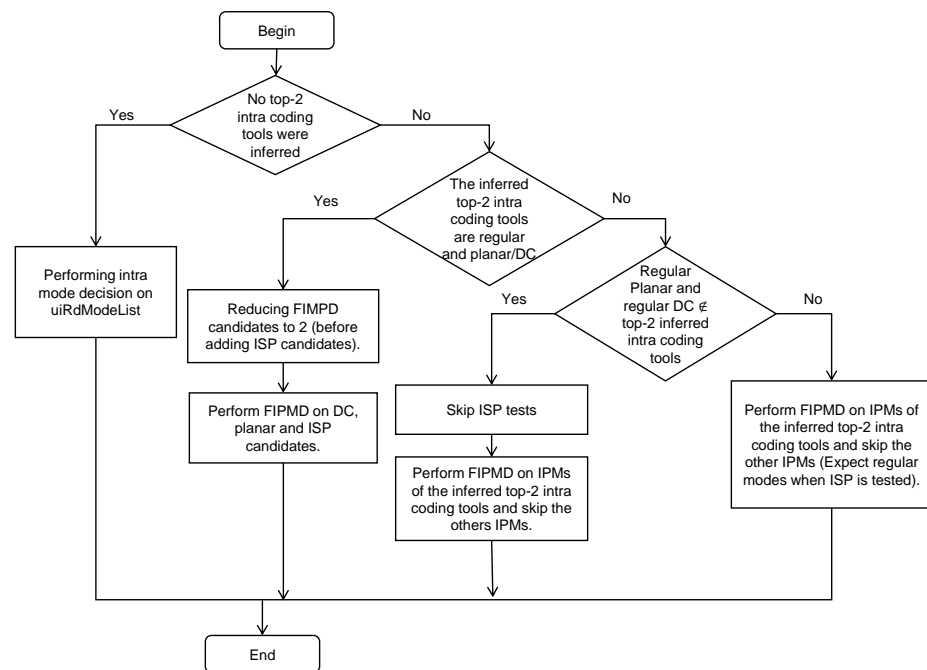 Begin
No top-2
intra coding
tools were
inferred
Yes
No
The inferred
top-2 intra
coding tools
are regular
and planar/DC
Yes
No
Performing intra
mode decision on
uiRdModeList
Reducing FIMPD
candidates to 2 (before
adding ISP candidates).
Regular
Planar and
regular DC ∉
top-2 inferred
intra coding
tools
Yes
No
Perform FIPMD on DC,
planar and ISP
candidates.
Skip ISP tests
Perform FIPMD on IPMs of
the inferred top-2 intra
coding tools and skip the
other IPMs (Expect regular
modes when ISP is tested).
Perform FIPMD on IPMs
of the inferred top-2 intra
coding tools and skip the
others IPMs.
End